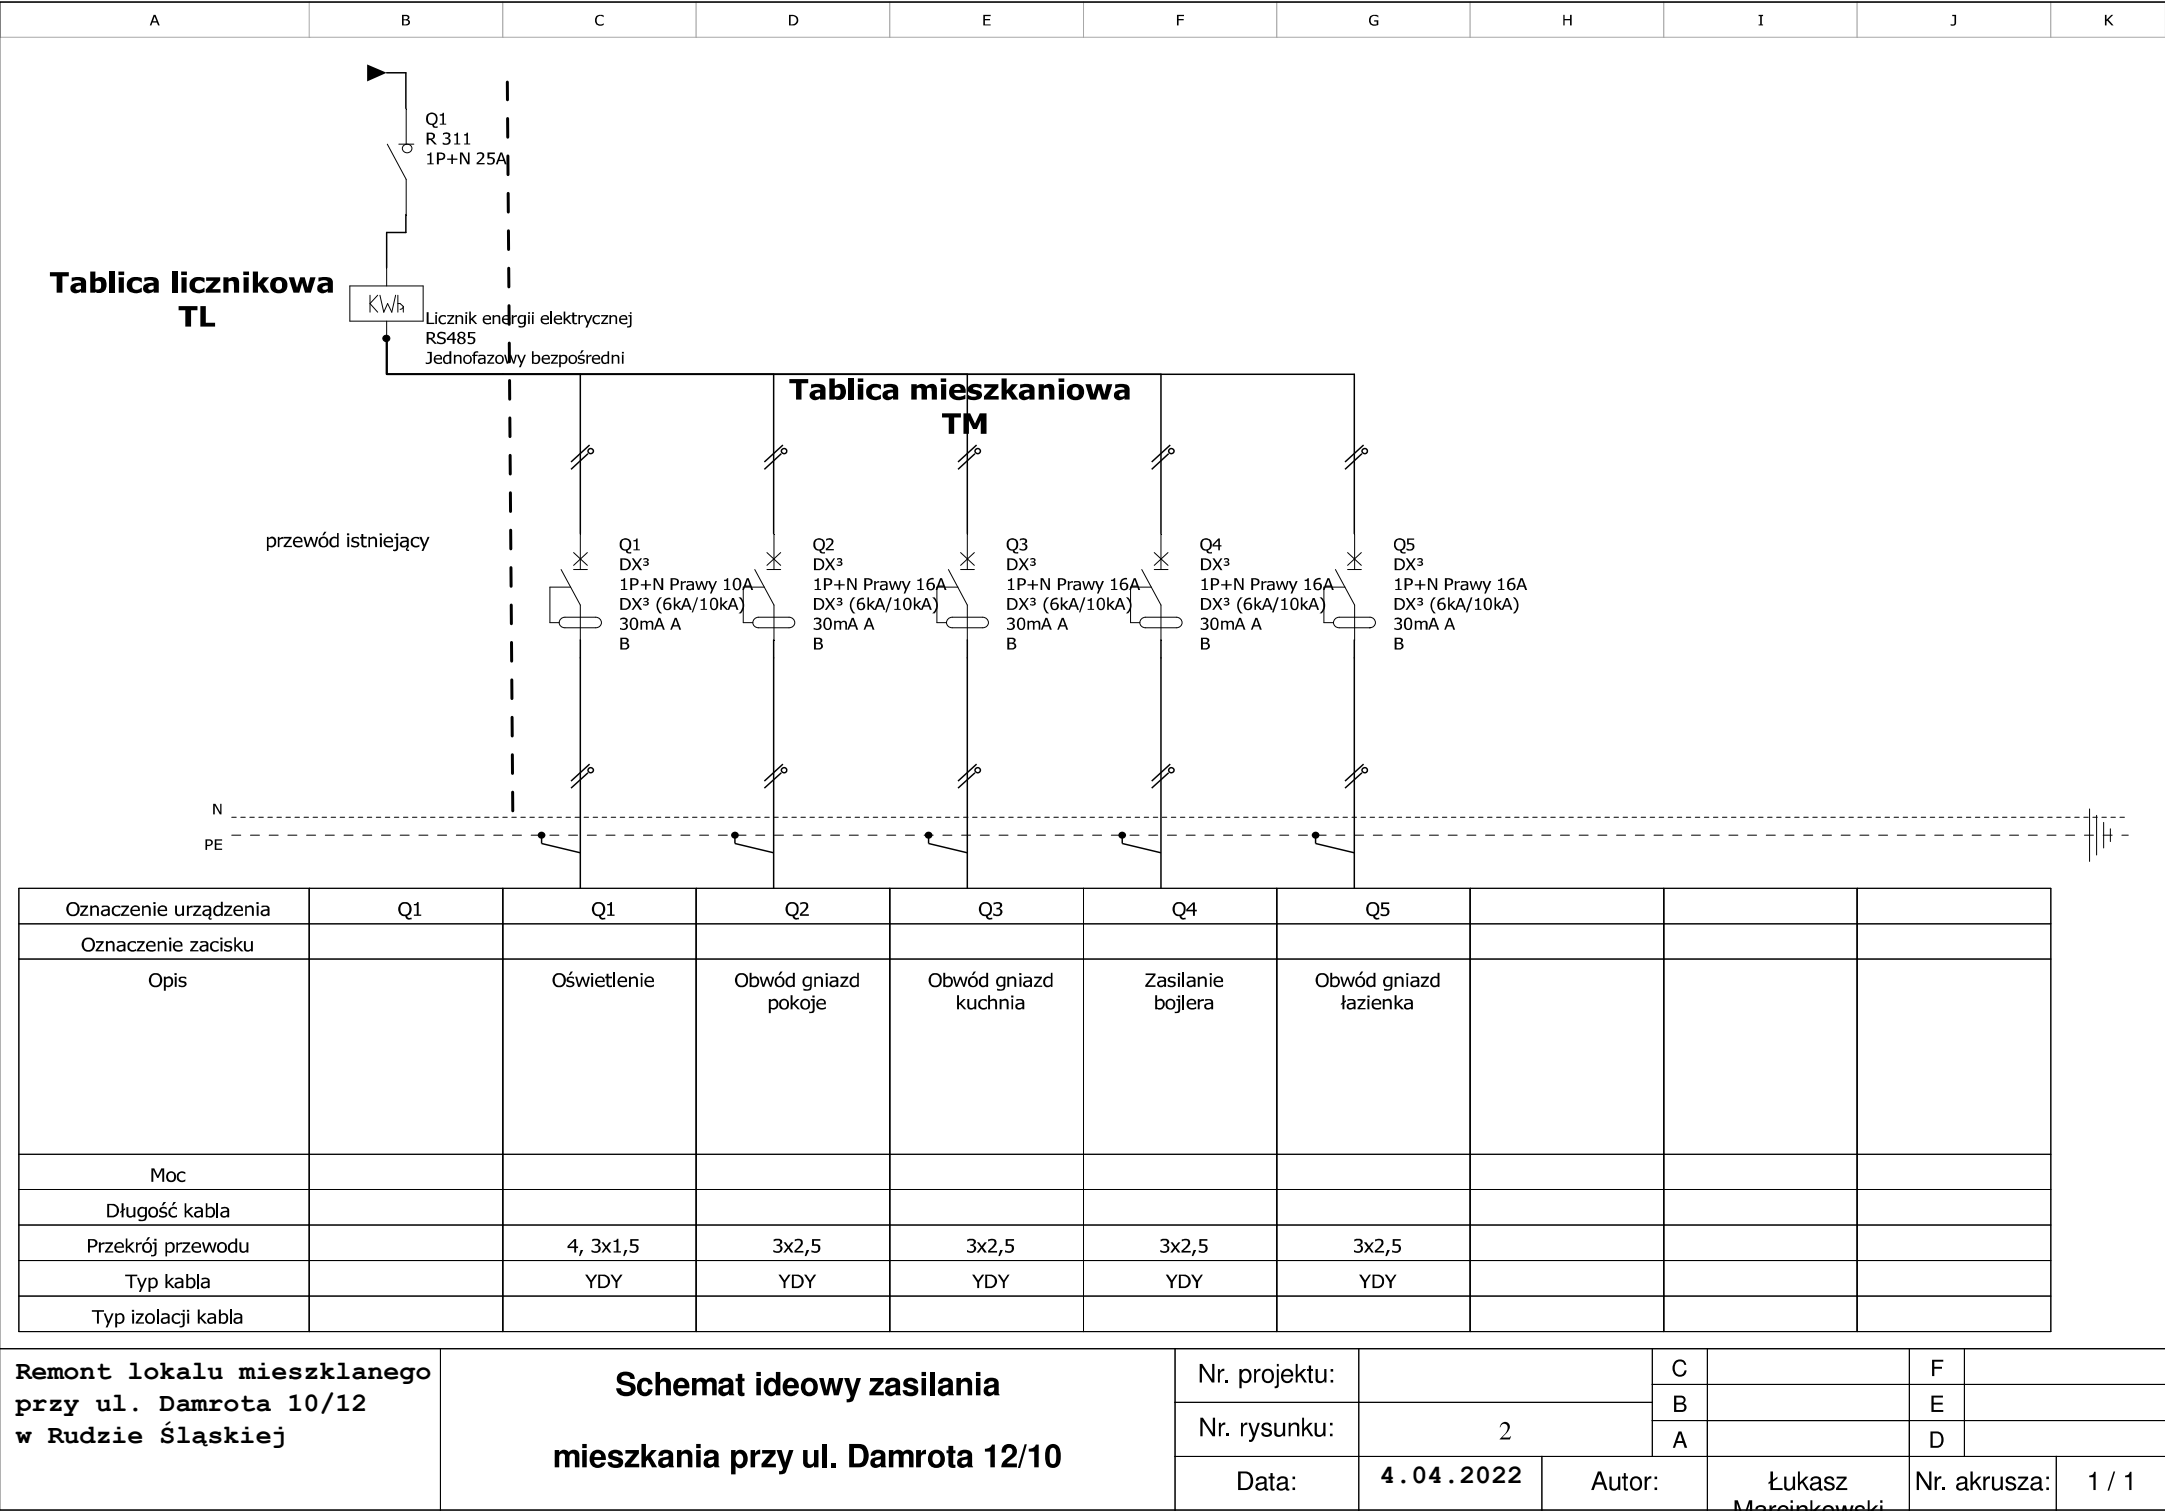 A B C D E F G H I J K
Q1
R 311
1P+N 25A
Tablica licznikowa
TL
KWh
Licznik energii elektrycznej
RS485
Jednofazowy bezpośredni
Tablica mieszkaniowa
TM
przewód istniejący
Q1
DX³
1P+N Prawy 10A
DX³ (6kA/10kA)
30mA A
B
Q2
DX³
1P+N Prawy 16A
DX³ (6kA/10kA)
30mA A
B
Q3
DX³
1P+N Prawy 16A
DX³ (6kA/10kA)
30mA A
B
Q4
DX³
1P+N Prawy 16A
DX³ (6kA/10kA)
30mA A
B
Q5
DX³
1P+N Prawy 16A
DX³ (6kA/10kA)
30mA A
B
N
PE
Oznaczenie urządzenia Q1 Q1 Q2 Q3 Q4 Q5
Oznaczenie zacisku
Opis Oświetlenie Obwód gniazd Obwód gniazd Zasilanie Obwód gniazd
pokoje kuchnia bojlera łazienka
Moc
Długość kabla
Przekrój przewodu 4, 3x1,5 3x2,5 3x2,5 3x2,5 3x2,5
Typ kabla YDY YDY YDY YDY YDY
Typ izolacji kabla
Remont lokalu mieszklanego
przy ul. Damrota 10/12
w Rudzie Śląskiej
Schemat ideowy zasilania
mieszkania przy ul. Damrota 12/10
Nr. projektu: C F
B E
Nr. rysunku: 2 A D
Data: 4.04.2022 Autor: Łukasz Nr. akrusza: 1 / 1
Marcinkowski